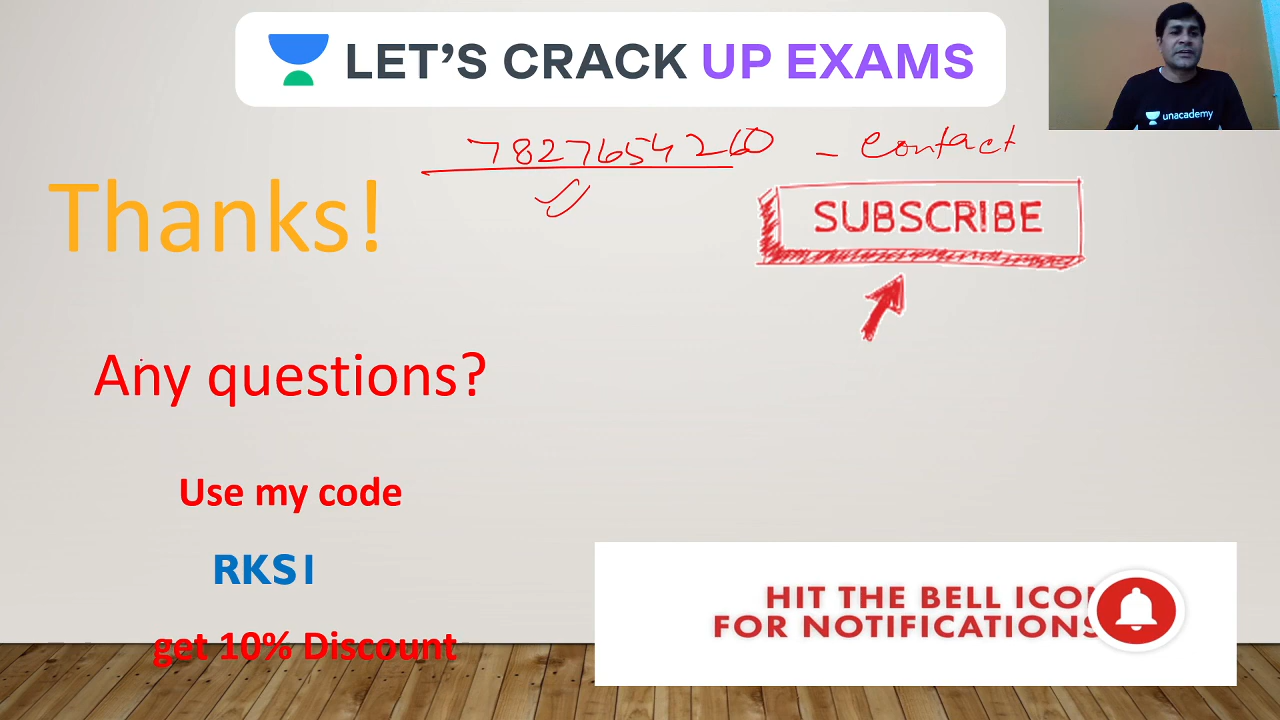 LET'S CRACK UP EXAMS
unacademy
7827654260 - contact
Thanks!
SUBSCRIBE
Any questions?
Use my code
RKS1
get 10% Discount
HIT THE BELL ICON
FOR NOTIFICATIONS